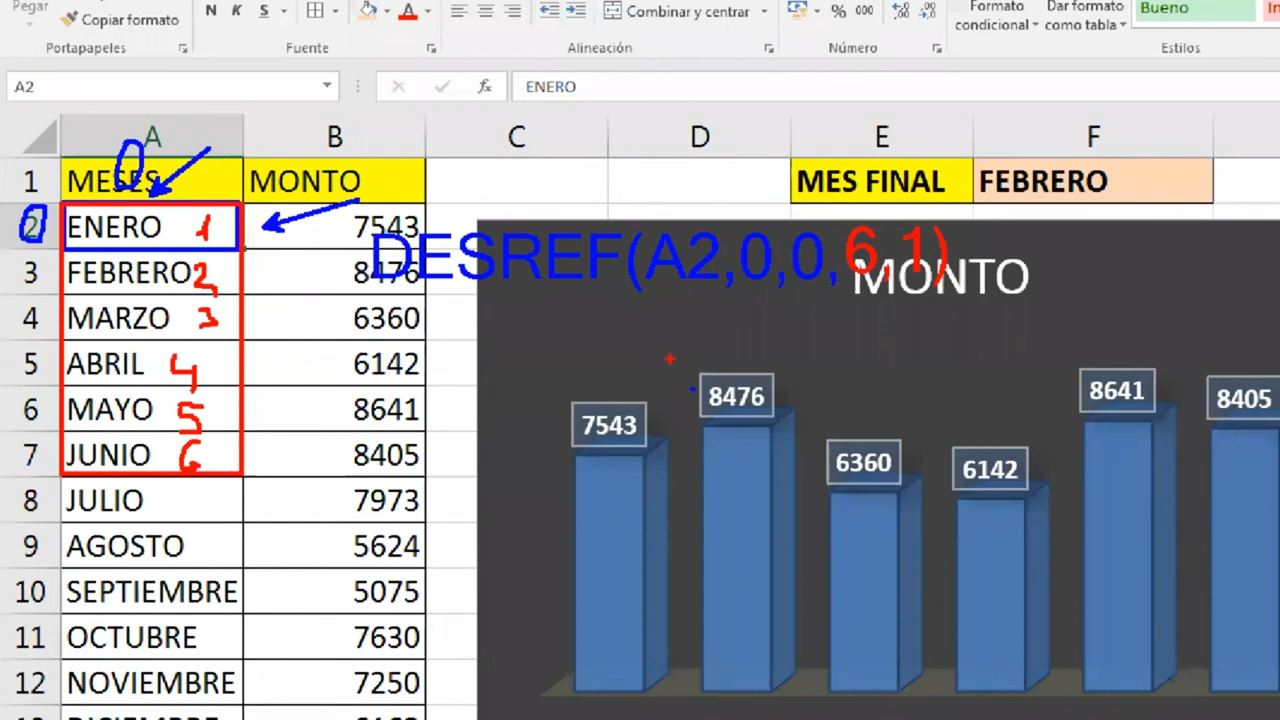 Pegar
Copiar formato
N K S
A
Combinar y centrar
% 000
Formato
condicional
Dar formato
como tabla
Bueno
Portapapeles
Fuente
Alineación
Número
Estilos
A2
fx
ENERO
A B C D E F
1 MESES 0 MONTO MES FINAL FEBRERO
2 ENERO 1 7543
DESREF(A2,0,0,6,1)
3 FEBRERO 2 8476
4 MARZO 3 6360
5 ABRIL 4 6142
6 MAYO 5 8641
7 JUNIO 6 8405
8 JULIO 7973
9 AGOSTO 5624
10 SEPTIEMBRE 5075
11 OCTUBRE 7630
12 NOVIEMBRE 7250
MONTO
7543 8476 6360 6142 8641 8405